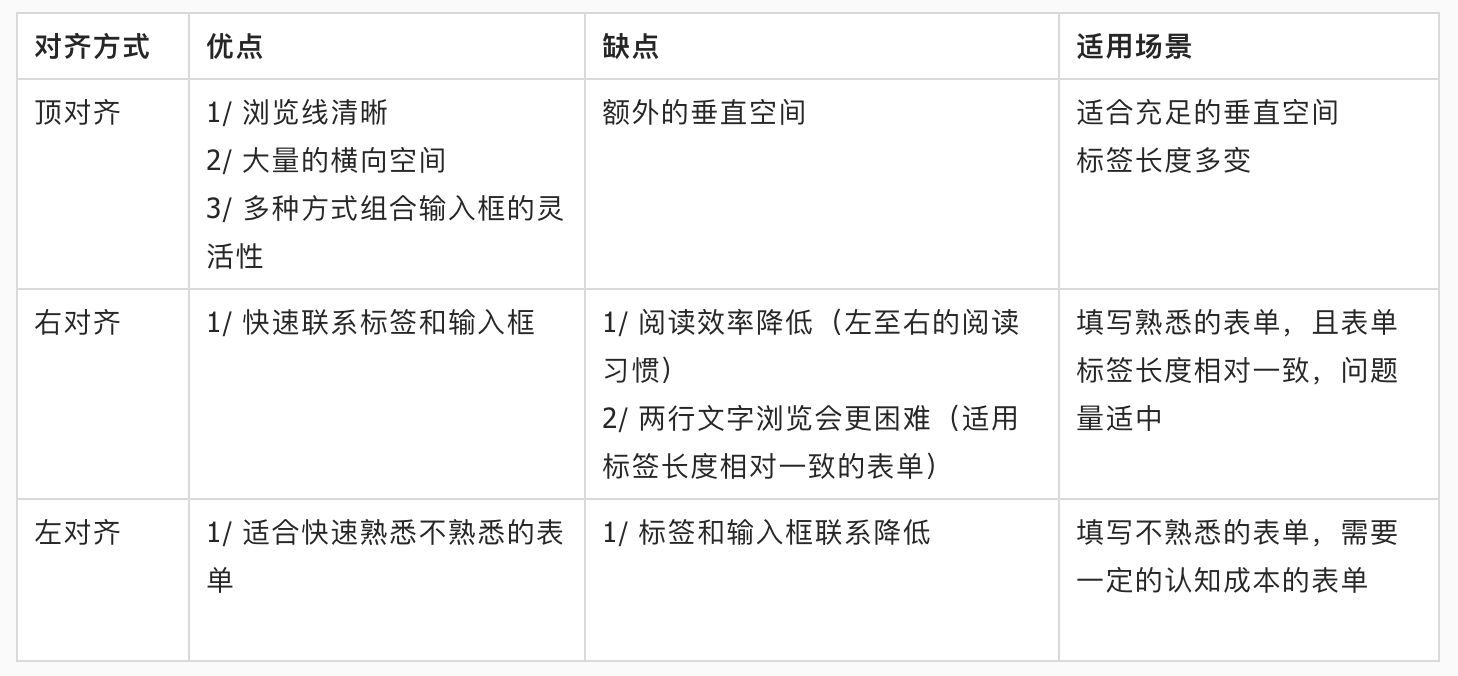 对齐方式 优点 缺点 适用场景
顶对齐
1/ 浏览线清晰
2/ 大量的横向空间
3/ 多种方式组合输入框的灵
活性
额外的垂直空间
适合充足的垂直空间
标签长度多变
右对齐
1/ 快速联系标签和输入框
1/ 阅读效率降低（左至右的阅读
习惯）
2/ 两行文字浏览会更困难（适用
标签长度相对一致的表单）
填写熟悉的表单，且表单
标签长度相对一致，问题
量适中
左对齐
1/ 适合快速熟悉不熟悉的表
单
1/ 标签和输入框联系降低
填写不熟悉的表单，需要
一定的认知成本的表单